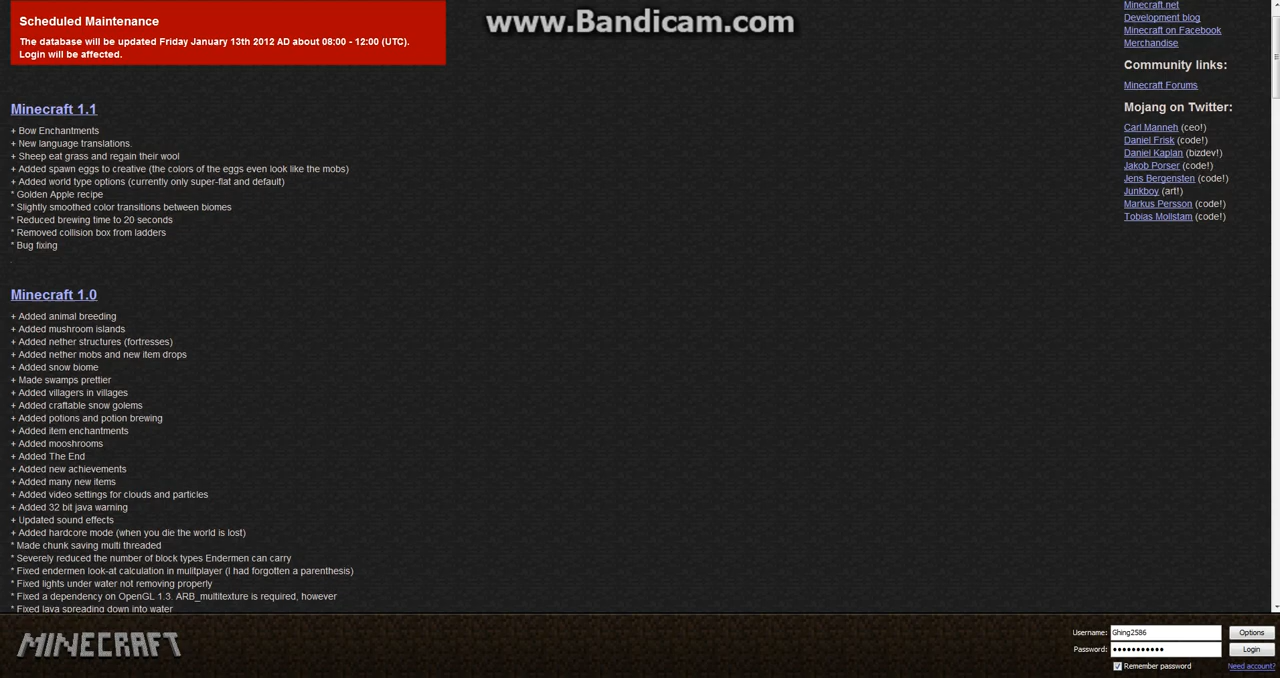 www.Bandicam.com
Scheduled Maintenance
The database will be updated Friday January 13th 2012 AD about 08:00 - 12:00 (UTC).
Login will be affected.
Minecraft 1.1
+ Bow Enchantments
+ New language translations.
+ Sheep eat grass and regain their wool
+ Added spawn eggs to creative (the colors of the eggs even look like the mobs)
+ Added world type options (currently only super-flat and default)
* Golden Apple recipe
* Slightly smoothed color transitions between biomes
* Reduced brewing time to 20 seconds
* Removed collision box from ladders
* Bug fixing
Minecraft 1.0
+ Added animal breeding
+ Added mushroom islands
+ Added nether structures (fortresses)
+ Added nether mobs and new item drops
+ Added snow biome
+ Made swamps prettier
+ Added villagers in villages
+ Added craftable snow golems
+ Added potions and potion brewing
+ Added item enchantments
+ Added mooshrooms
+ Added The End
+ Added new achievements
+ Added many new items
+ Added video settings for clouds and particles
+ Added 32 bit java warning
+ Updated sound effects
+ Added hardcore mode (when you die the world is lost)
* Made chunk saving multi threaded
* Severely reduced the number of block types Endermen can carry
* Fixed endermen look-at calculation in mulitplayer (I had forgotten a parenthesis)
* Fixed lights under water not removing properly
* Fixed a dependency on OpenGL 1.3. ARB_multitexture is required, however
* Fixed lava spreading down into water
Minecraft.net
Development blog
Minecraft on Facebook
Merchandise
Community links:
Minecraft Forums
Mojang on Twitter:
Carl Manneh (ceo!)
Daniel Frisk (code!)
Daniel Kaplan (bizdev!)
Jakob Porser (code!)
Jens Bergensten (code!)
Junkboy (art!)
Markus Persson (code!)
Tobias Mollstam (code!)
MINECRAFT
Username: Ghing2586 Options
Password: ●●●●●●●●●●● Login
Remember password Need account?